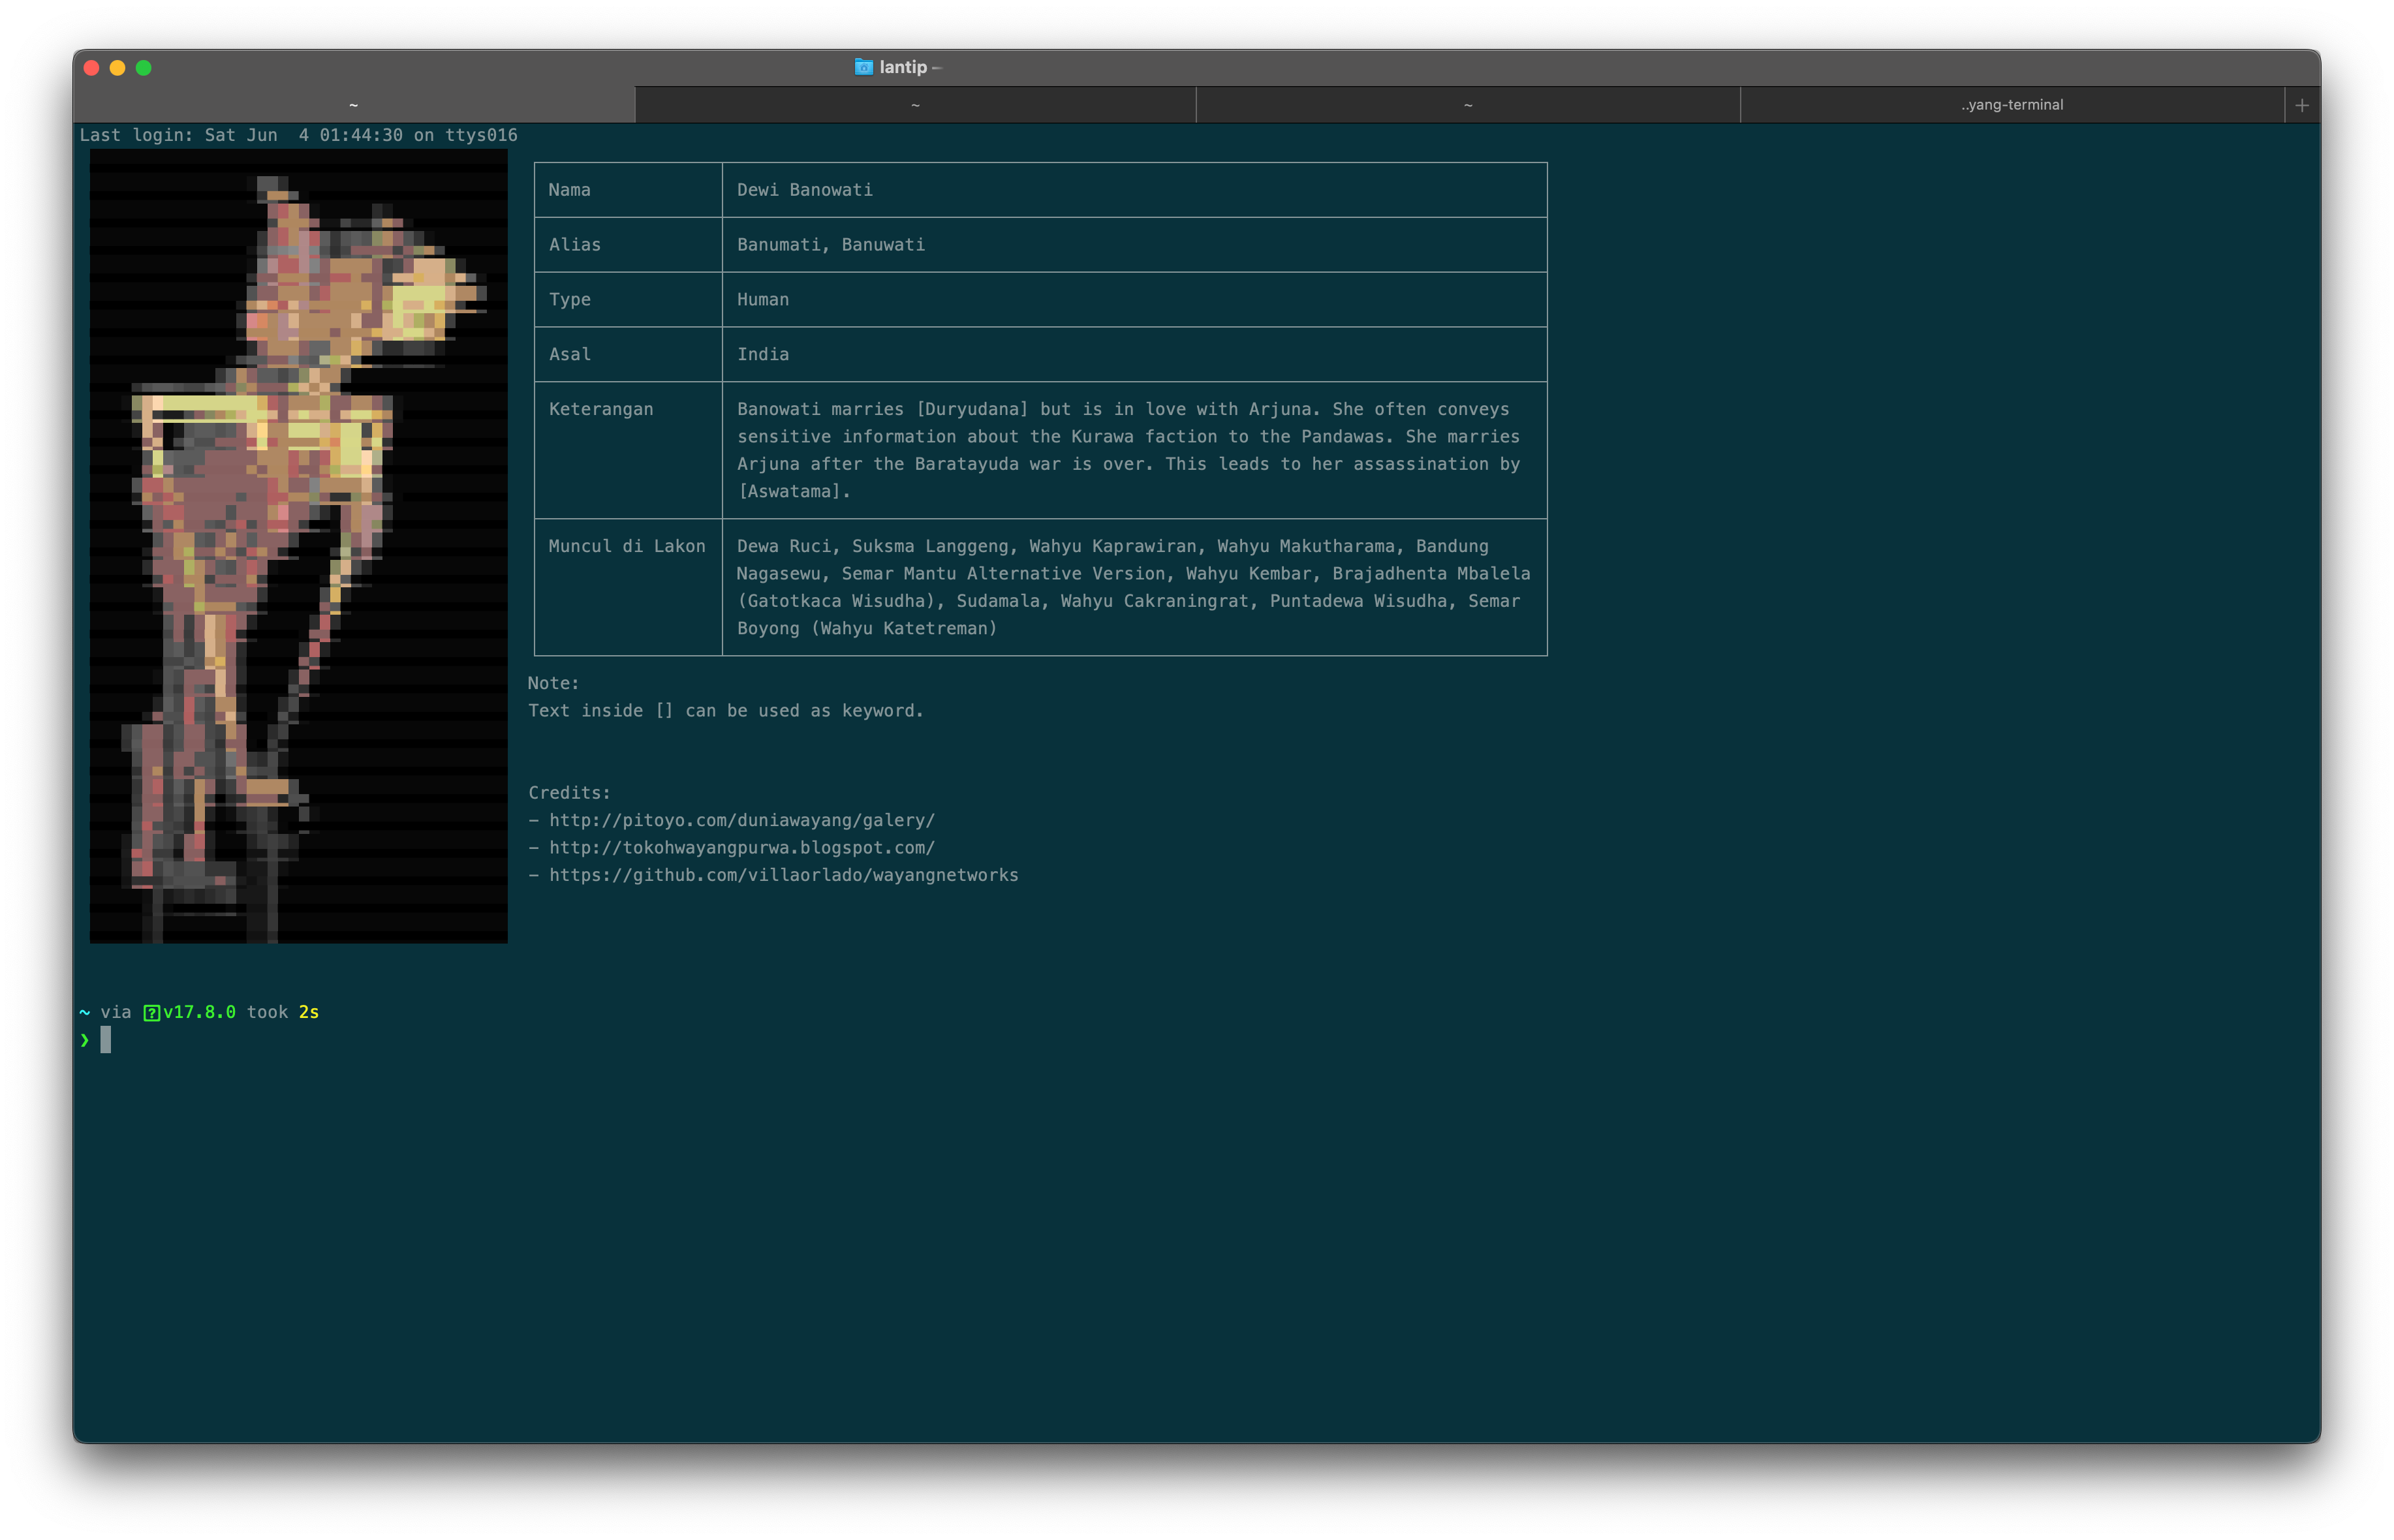 lantip —
~
~
~
..yang-terminal
+
Last login: Sat Jun  4 01:44:30 on ttys016
Nama Dewi Banowati
Alias Banumati, Banuwati
Type Human
Asal India
Keterangan Banowati marries [Duryudana] but is in love with Arjuna. She often conveys
sensitive information about the Kurawa faction to the Pandawas. She marries
Arjuna after the Baratayuda war is over. This leads to her assassination by
[Aswatama].
Muncul di Lakon Dewa Ruci, Suksma Langgeng, Wahyu Kaprawiran, Wahyu Makutharama, Bandung
Nagasewu, Semar Mantu Alternative Version, Wahyu Kembar, Brajadhenta Mbalela
(Gatotkaca Wisudha), Sudamala, Wahyu Cakraningrat, Puntadewa Wisudha, Semar
Boyong (Wahyu Katetreman)
Note:
Text inside [] can be used as keyword.
Credits:
- http://pitoyo.com/duniawayang/galery/
- http://tokohwayangpurwa.blogspot.com/
- https://github.com/villaorlado/wayangnetworks
~ via ⍰v17.8.0 took 2s
❯